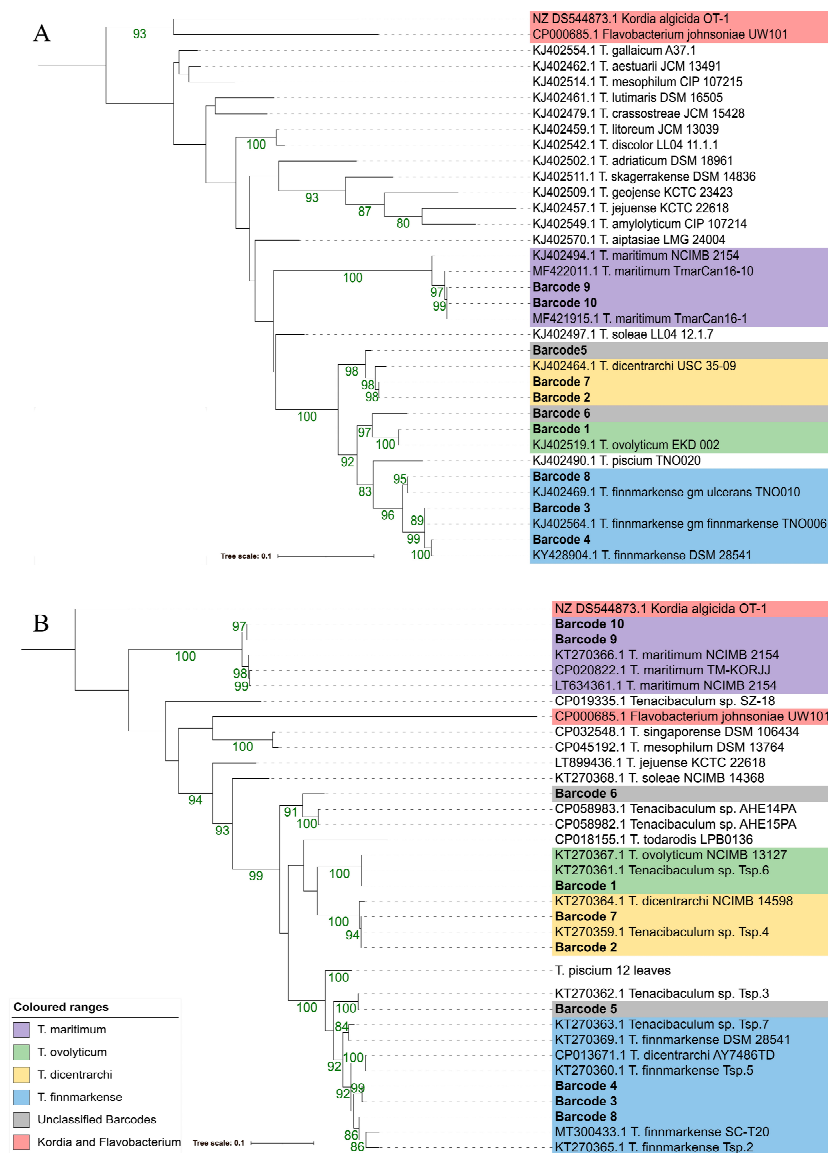 A
NZ DS544873.1 Kordia algicida OT-1
93
CP000685.1 Flavobacterium johnsoniae UW101
KJ402554.1 T. gallaicum A37.1
KJ402462.1 T. aestuarii JCM 13491
KJ402514.1 T. mesophilum CIP 107215
KJ402461.1 T. lutimaris DSM 16505
KJ402479.1 T. crassostreae JCM 15428
KJ402459.1 T. litoreum JCM 13039
100
KJ402542.1 T. discolor LL04 11.1.1
KJ402502.1 T. adriaticum DSM 18961
KJ402511.1 T. skagerrakense DSM 14836
93
KJ402509.1 T. geojense KCTC 23423
87
KJ402457.1 T. jejuense KCTC 22618
80
KJ402549.1 T. amylolyticum CIP 107214
KJ402570.1 T. aiptasiae LMG 24004
KJ402494.1 T. maritimum NCIMB 2154
100
MF422011.1 T. maritimum TmarCan16-10
97
Barcode 9
99
Barcode 10
MF421915.1 T. maritimum TmarCan16-1
KJ402497.1 T. soleae LL04 12.1.7
Barcode5
98
KJ402464.1 T. dicentrarchi USC 35-09
98
Barcode 7
98
Barcode 2
100
Barcode 6
97
Barcode 1
100
KJ402519.1 T. ovolyticum EKD 002
92
KJ402490.1 T. piscium TNO020
95
Barcode 8
83
KJ402469.1 T. finnmarkense gm ulcerans TNO010
96
Barcode 3
89
KJ402564.1 T. finnmarkense gm finnmarkense TNO006
99
Barcode 4
100
KY428904.1 T. finnmarkense DSM 28541
Tree scale: 0.1
B
NZ DS544873.1 Kordia algicida OT-1
97
Barcode 10
Barcode 9
100
KT270366.1 T. maritimum NCIMB 2154
98
CP020822.1 T. maritimum TM-KORJJ
99
LT634361.1 T. maritimum NCIMB 2154
CP019335.1 Tenacibaculum sp. SZ-18
CP000685.1 Flavobacterium johnsoniae UW101
CP032548.1 T. singaporense DSM 106434
100
CP045192.1 T. mesophilum DSM 13764
LT899436.1 T. jejuense KCTC 22618
KT270368.1 T. soleae NCIMB 14368
94
Barcode 6
91
CP058983.1 Tenacibaculum sp. AHE14PA
100
CP058982.1 Tenacibaculum sp. AHE15PA
93
CP018155.1 T. todarodis LPB0136
KT270367.1 T. ovolyticum NCIMB 13127
100
KT270361.1 Tenacibaculum sp. Tsp.6
99
Barcode 1
KT270364.1 T. dicentrarchi NCIMB 14598
100
Barcode 7
94
KT270359.1 Tenacibaculum sp. Tsp.4
Barcode 2
T. piscium 12 leaves
100
KT270362.1 Tenacibaculum sp. Tsp.3
100
100
Barcode 5
84
KT270363.1 Tenacibaculum sp. Tsp.7
KT270369.1 T. finnmarkense DSM 28541
100
CP013671.1 T. dicentrarchi AY7486TD
92
KT270360.1 T. finnmarkense Tsp.5
99
Barcode 4
92
Barcode 3
Barcode 8
86
MT300433.1 T. finnmarkense SC-T20
86
KT270365.1 T. finnmarkense Tsp.2
Coloured ranges
T. maritimum
T. ovolyticum
T. dicentrarchi
T. finnmarkense
Unclassified Barcodes
Kordia and Flavobacterium
Tree scale: 0.1